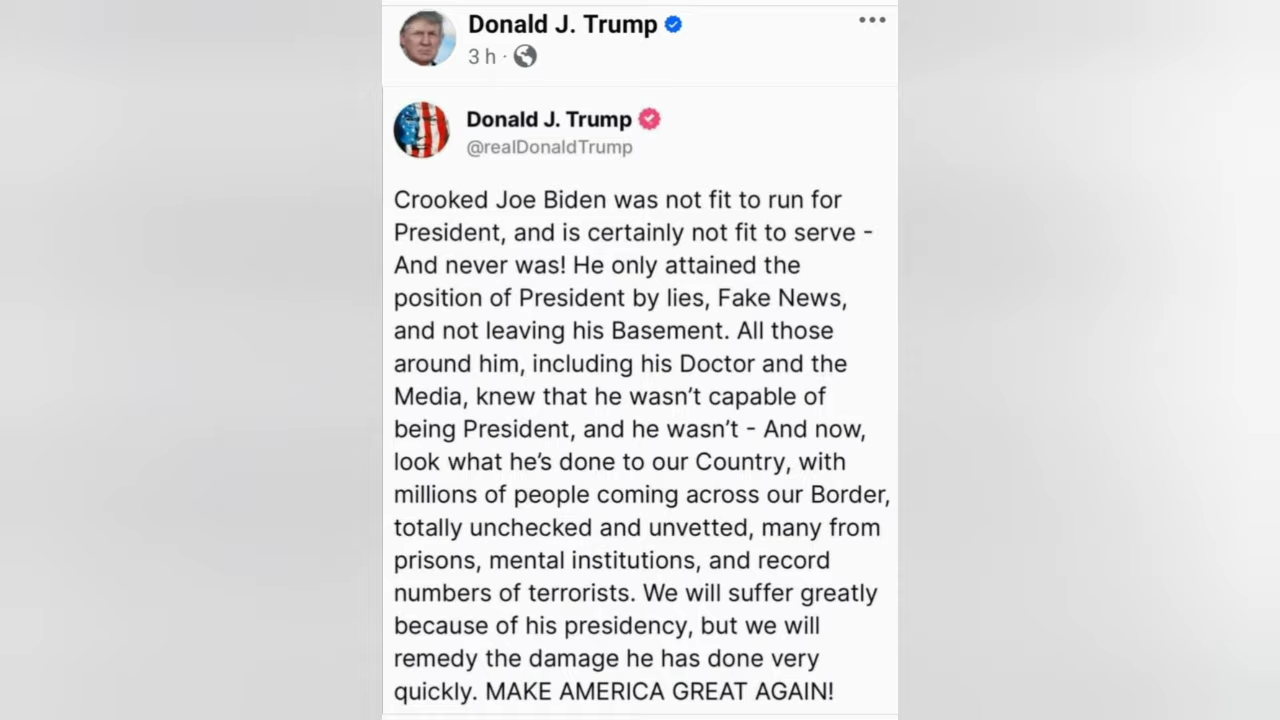 Donald J. Trump
3 h ·
Donald J. Trump
@realDonaldTrump
Crooked Joe Biden was not fit to run for
President, and is certainly not fit to serve -
And never was! He only attained the
position of President by lies, Fake News,
and not leaving his Basement. All those
around him, including his Doctor and the
Media, knew that he wasn’t capable of
being President, and he wasn’t - And now,
look what he’s done to our Country, with
millions of people coming across our Border,
totally unchecked and unvetted, many from
prisons, mental institutions, and record
numbers of terrorists. We will suffer greatly
because of his presidency, but we will
remedy the damage he has done very
quickly. MAKE AMERICA GREAT AGAIN!